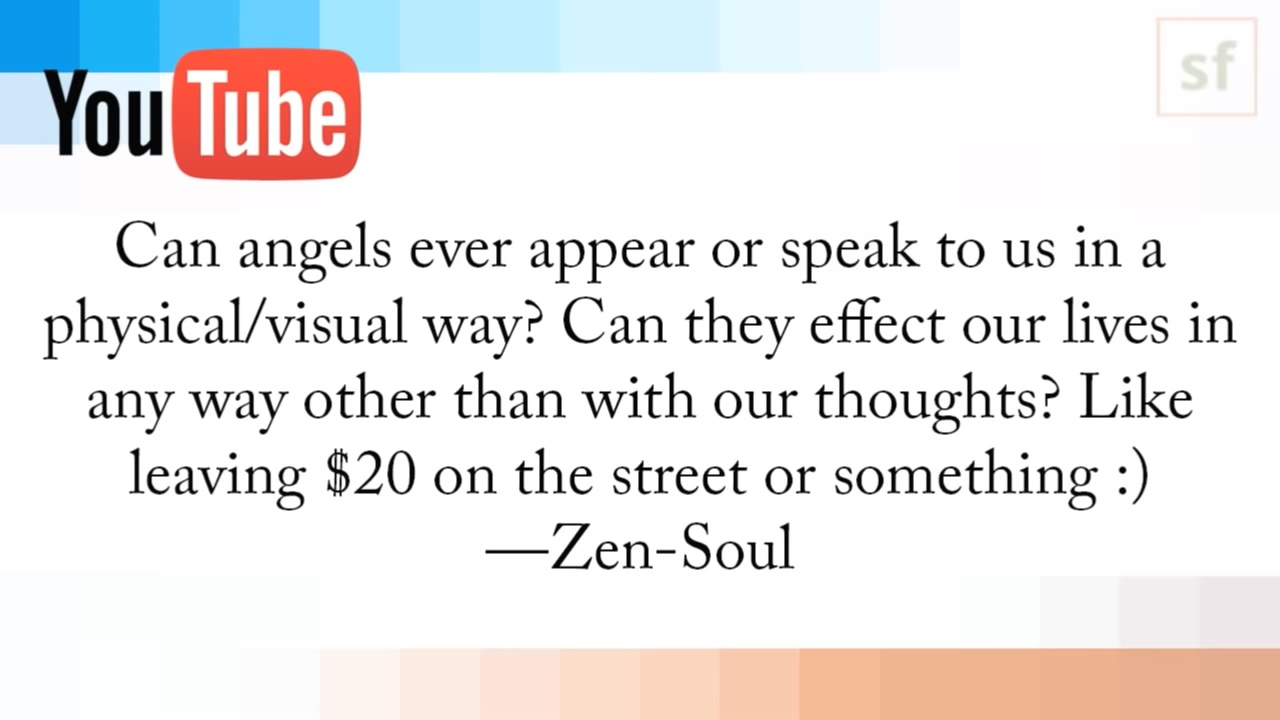 YouTube
sf
Can angels ever appear or speak to us in a
physical/visual way? Can they effect our lives in
any way other than with our thoughts? Like
leaving $20 on the street or something :)
—Zen-Soul